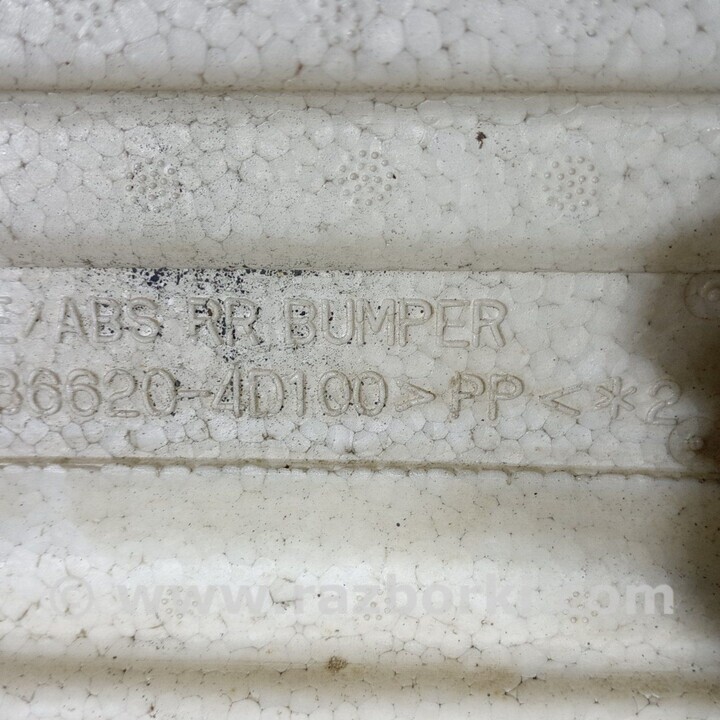 E/ABS RR BUMPER
86620-4D100>PP<*2
© www.razborka.com